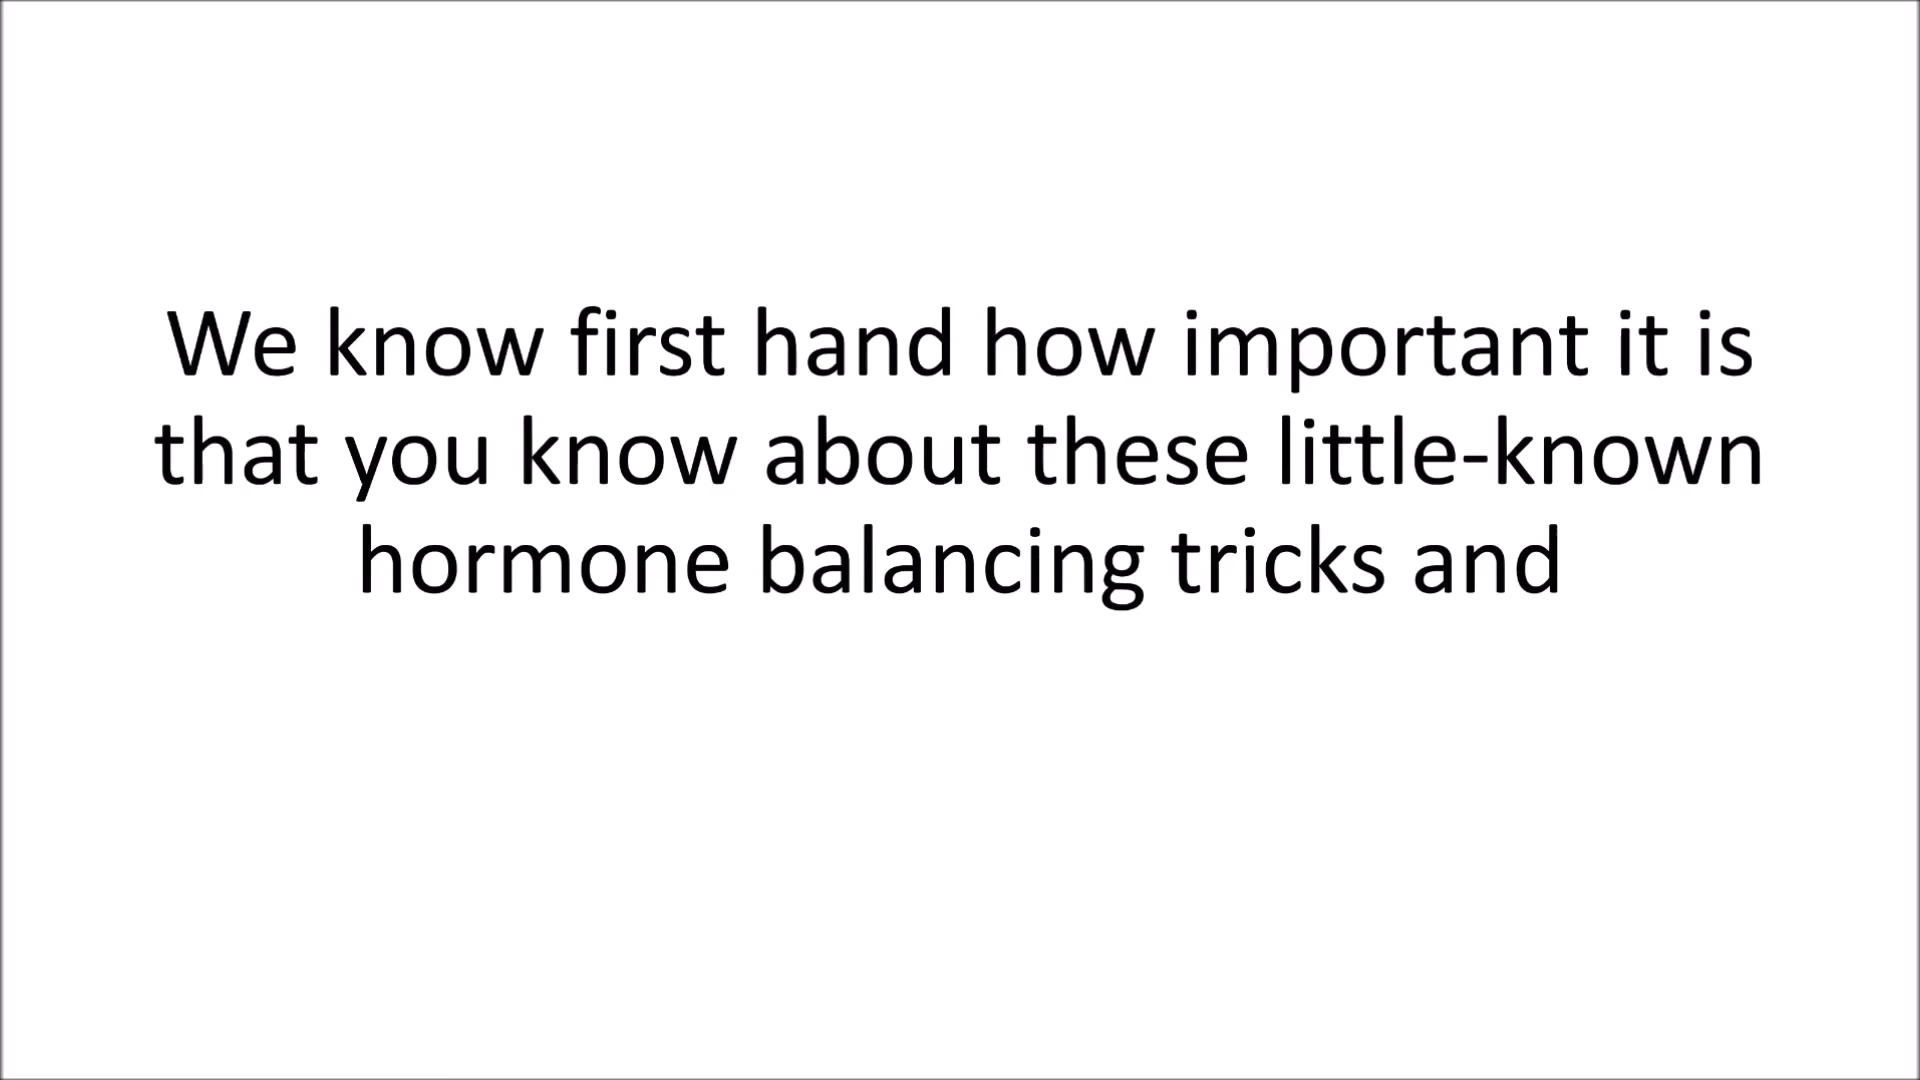 We know first hand how important it is
that you know about these little-known
hormone balancing tricks and